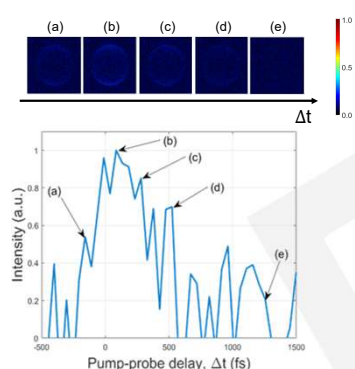 (a) (b) (c) (d) (e)
1.0
0.5
0.0
Δt
Intensity (a.u.)
1
0.8
0.6
0.4
0.2
0
(a)
(b)
(c)
(d)
(e)
-500 0 500 1000 1500
Pump-probe delay, Δt (fs)